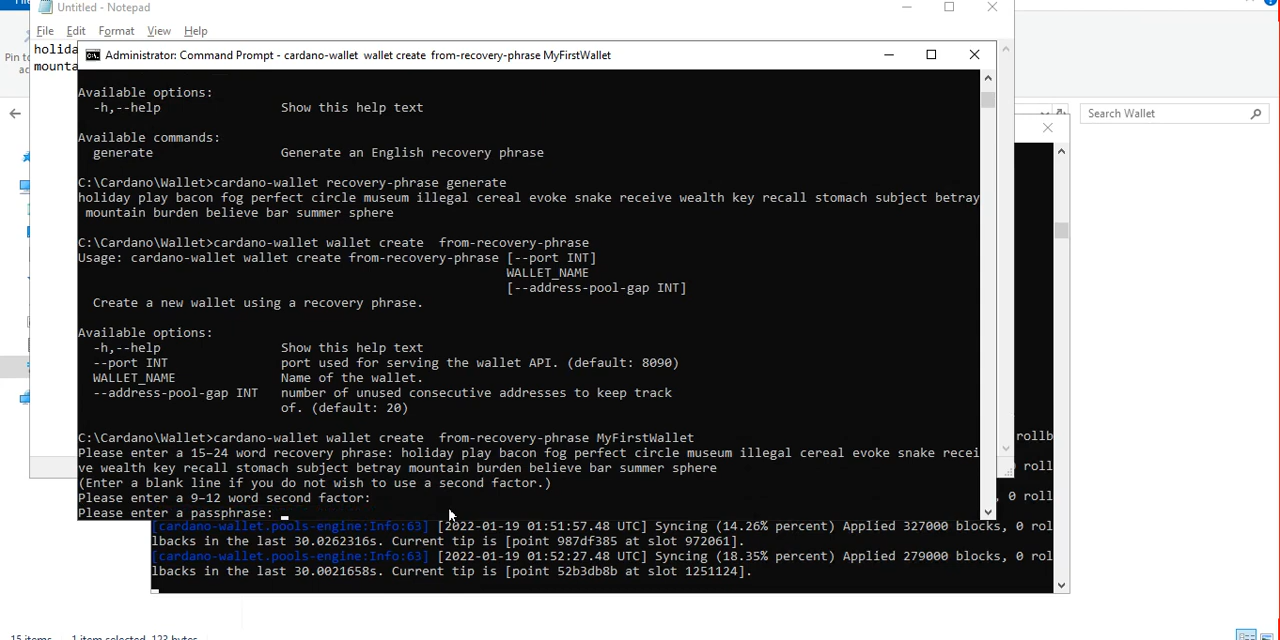 Untitled - Notepad
File Edit Format View Help
Administrator: Command Prompt - cardano-wallet  wallet create  from-recovery-phrase MyFirstWallet
Pin to
Search Wallet
Available options:
-h,--help Show this help text
Available commands:
generate Generate an English recovery phrase
C:\Cardano\Wallet>cardano-wallet recovery-phrase generate
holiday play bacon fog perfect circle museum illegal cereal evoke snake receive wealth key recall stomach subject betray
mountain burden believe bar summer sphere
C:\Cardano\Wallet>cardano-wallet wallet create  from-recovery-phrase
Usage: cardano-wallet wallet create from-recovery-phrase [--port INT]
WALLET_NAME
[--address-pool-gap INT]
Create a new wallet using a recovery phrase.
Available options:
-h,--help Show this help text
--port INT port used for serving the wallet API. (default: 8090)
WALLET_NAME Name of the wallet.
--address-pool-gap INT number of unused consecutive addresses to keep track
of. (default: 20)
C:\Cardano\Wallet>cardano-wallet wallet create  from-recovery-phrase MyFirstWallet
Please enter a 15–24 word recovery phrase: holiday play bacon fog perfect circle museum illegal cereal evoke snake recei
ve wealth key recall stomach subject betray mountain burden believe bar summer sphere
(Enter a blank line if you do not wish to use a second factor.)
Please enter a 9–12 word second factor:
Please enter a passphrase:
[cardano-wallet.pools-engine:Info:63] [2022-01-19 01:51:57.48 UTC] Syncing (14.26% percent) Applied 327000 blocks, 0 rol
lbacks in the last 30.0262316s. Current tip is [point 987df385 at slot 972061].
[cardano-wallet.pools-engine:Info:63] [2022-01-19 01:52:27.48 UTC] Syncing (18.35% percent) Applied 279000 blocks, 0 rol
lbacks in the last 30.0021658s. Current tip is [point 52b3db8b at slot 1251124].
15 items 1 item selected 123 bytes